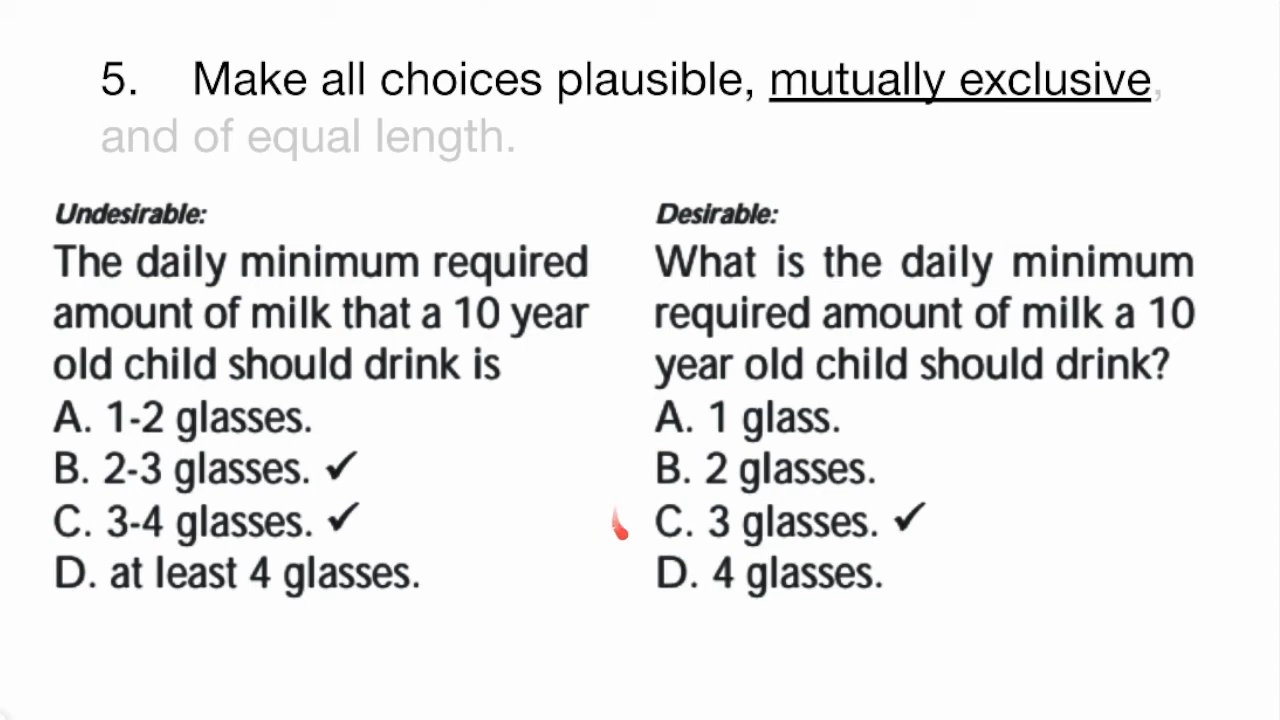 5. Make all choices plausible, mutually exclusive,
and of equal length.
Undesirable:
The daily minimum required
amount of milk that a 10 year
old child should drink is
A. 1-2 glasses.
B. 2-3 glasses. ✓
C. 3-4 glasses. ✓
D. at least 4 glasses.
Desirable:
What is the daily minimum
required amount of milk a 10
year old child should drink?
A. 1 glass.
B. 2 glasses.
C. 3 glasses. ✓
D. 4 glasses.